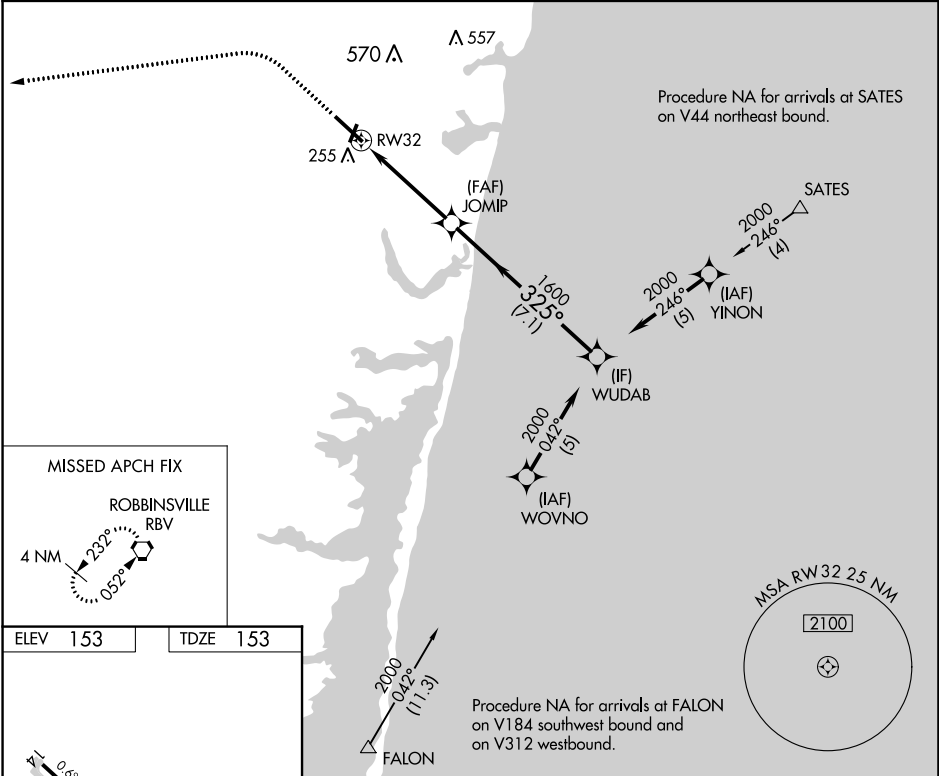 570
557
Procedure NA for arrivals at SATES
on V44 northeast bound.
RW32
255
(FAF)
JOMIP
SATES
2000
246°
(4)
2000
246°
(5)
(IAF)
YINON
1600
325°
(7.1)
(IF)
WUDAB
2000
042°
(5)
(IAF)
WOVNO
MISSED APCH FIX
ROBBINSVILLE
RBV
4 NM
232°
052°
MSA RW32 25 NM
2100
ELEV 153
TDZE 153
2000
042°
(11.3)
FALON
Procedure NA for arrivals at FALON
on V184 southwest bound and
on V312 westbound.
14